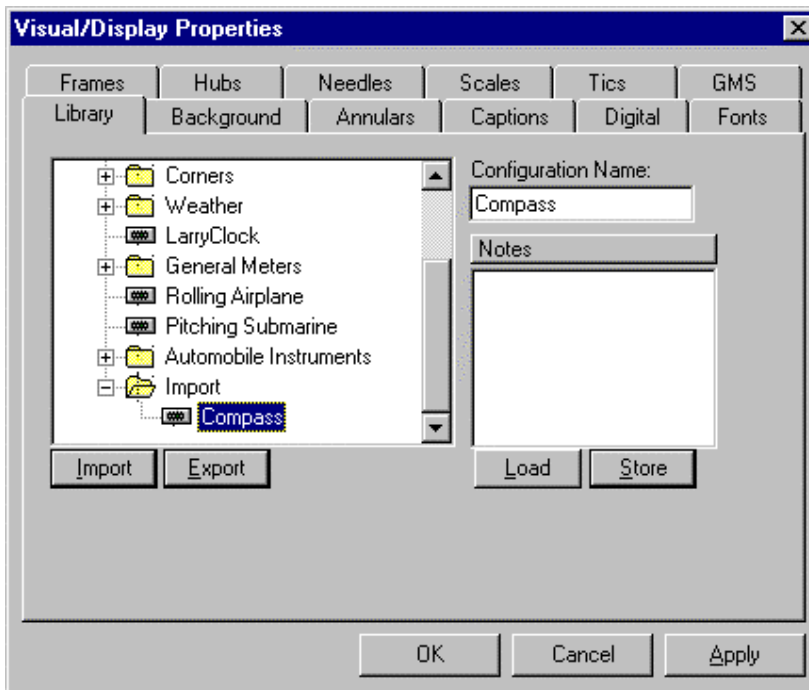 Visual/Display Properties
Frames Hubs Needles Scales Tics GMS
Library Background Annulars Captions Digital Fonts
Corners
Weather
LarryClock
General Meters
Rolling Airplane
Pitching Submarine
Automobile Instruments
Import
Compass
Import Export
Configuration Name:
Compass
Notes
Load Store
OK Cancel Apply